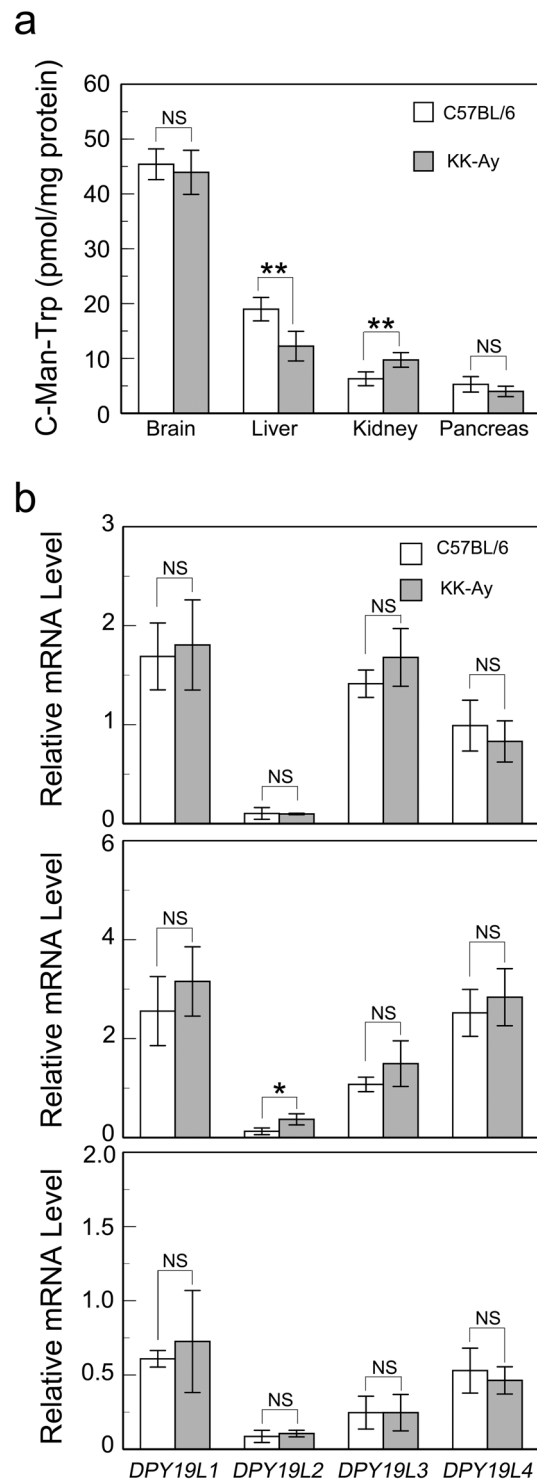 a
C-Man-Trp (pmol/mg protein)
60
50
40
30
20
10
0
C57BL/6
KK-Ay
NS
**
**
NS
Brain Liver Kidney Pancreas
b
Relative mRNA Level
3
2
1
0
C57BL/6
KK-Ay
NS
NS
NS
NS
Relative mRNA Level
6
4
2
0
NS
*
NS
NS
Relative mRNA Level
2.0
1.5
1.0
0.5
0
NS
NS
NS
NS
DPY19L1 DPY19L2 DPY19L3 DPY19L4